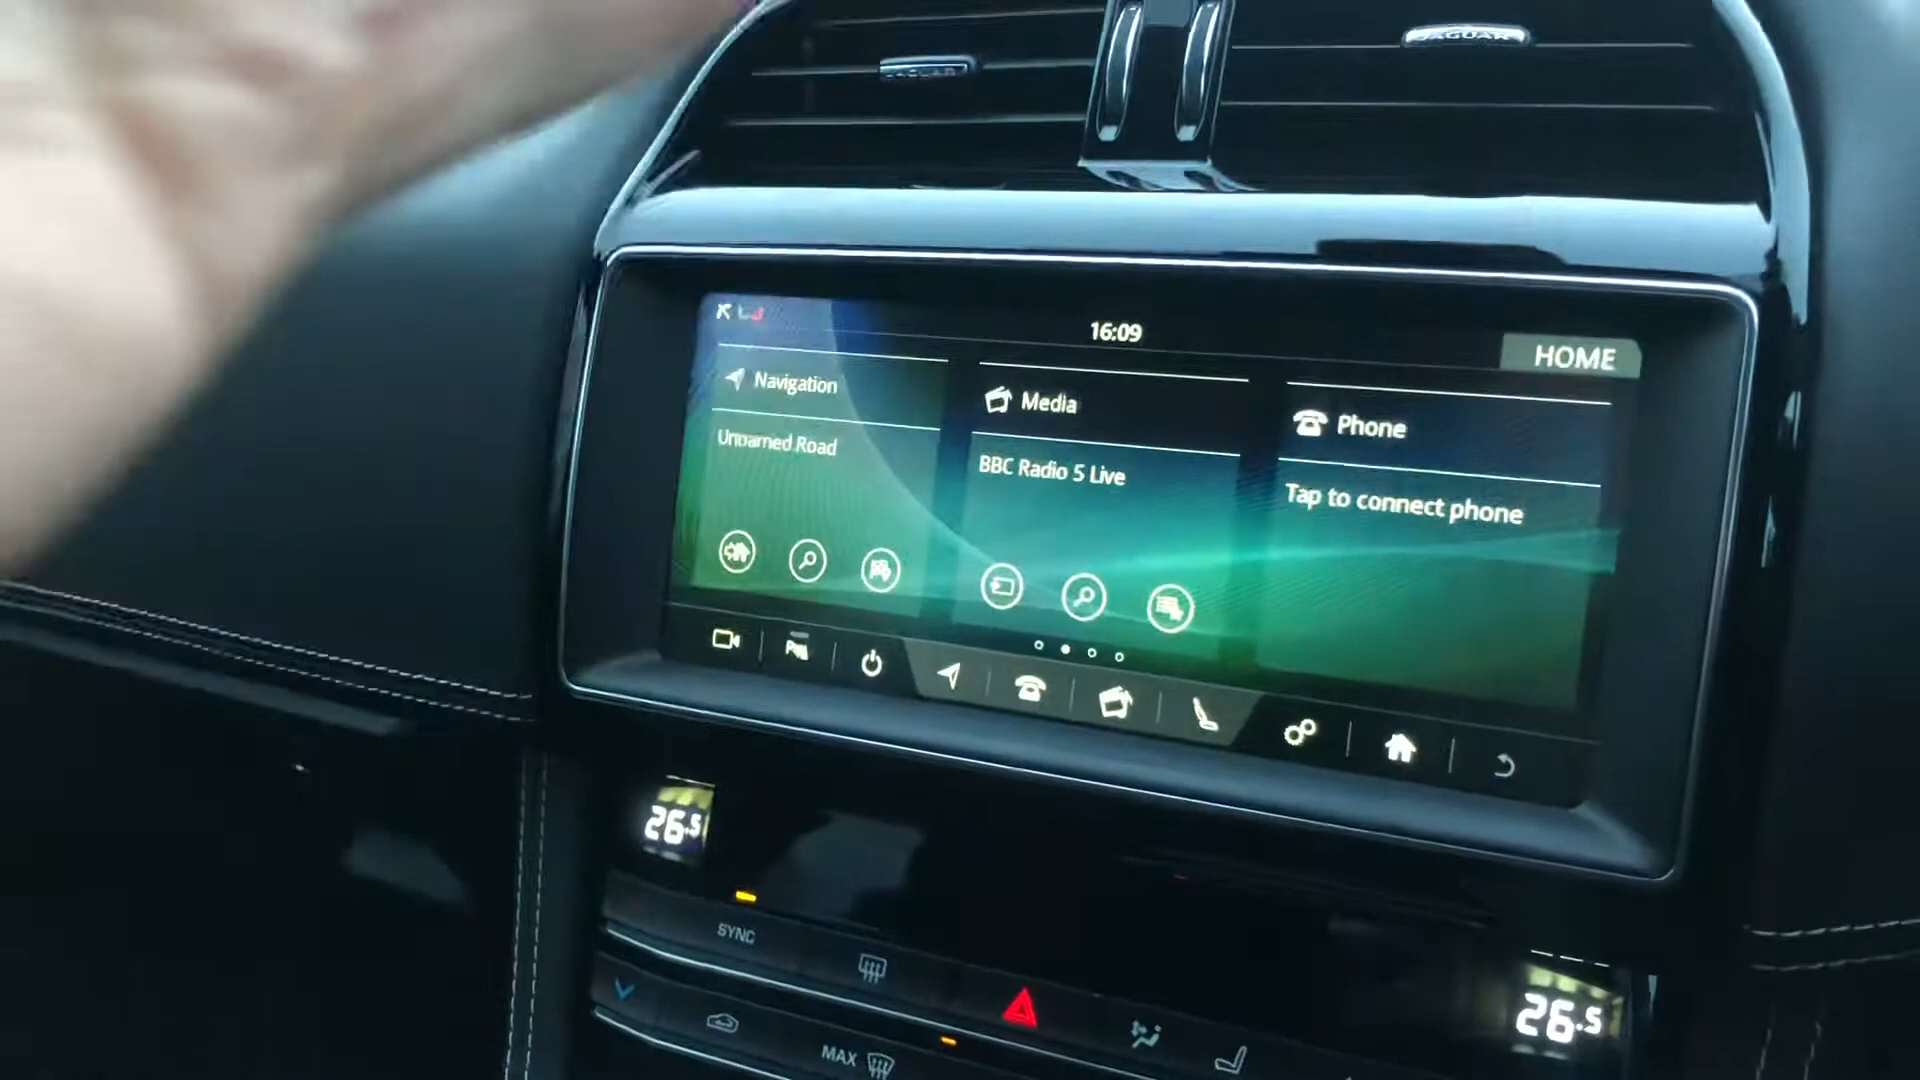 JAGUAR
JAGUAR
16:09
HOME
Navigation
Media
Phone
Unnamed Road
BBC Radio 5 Live
Tap to connect phone
26.5
SYNC
26.5
MAX